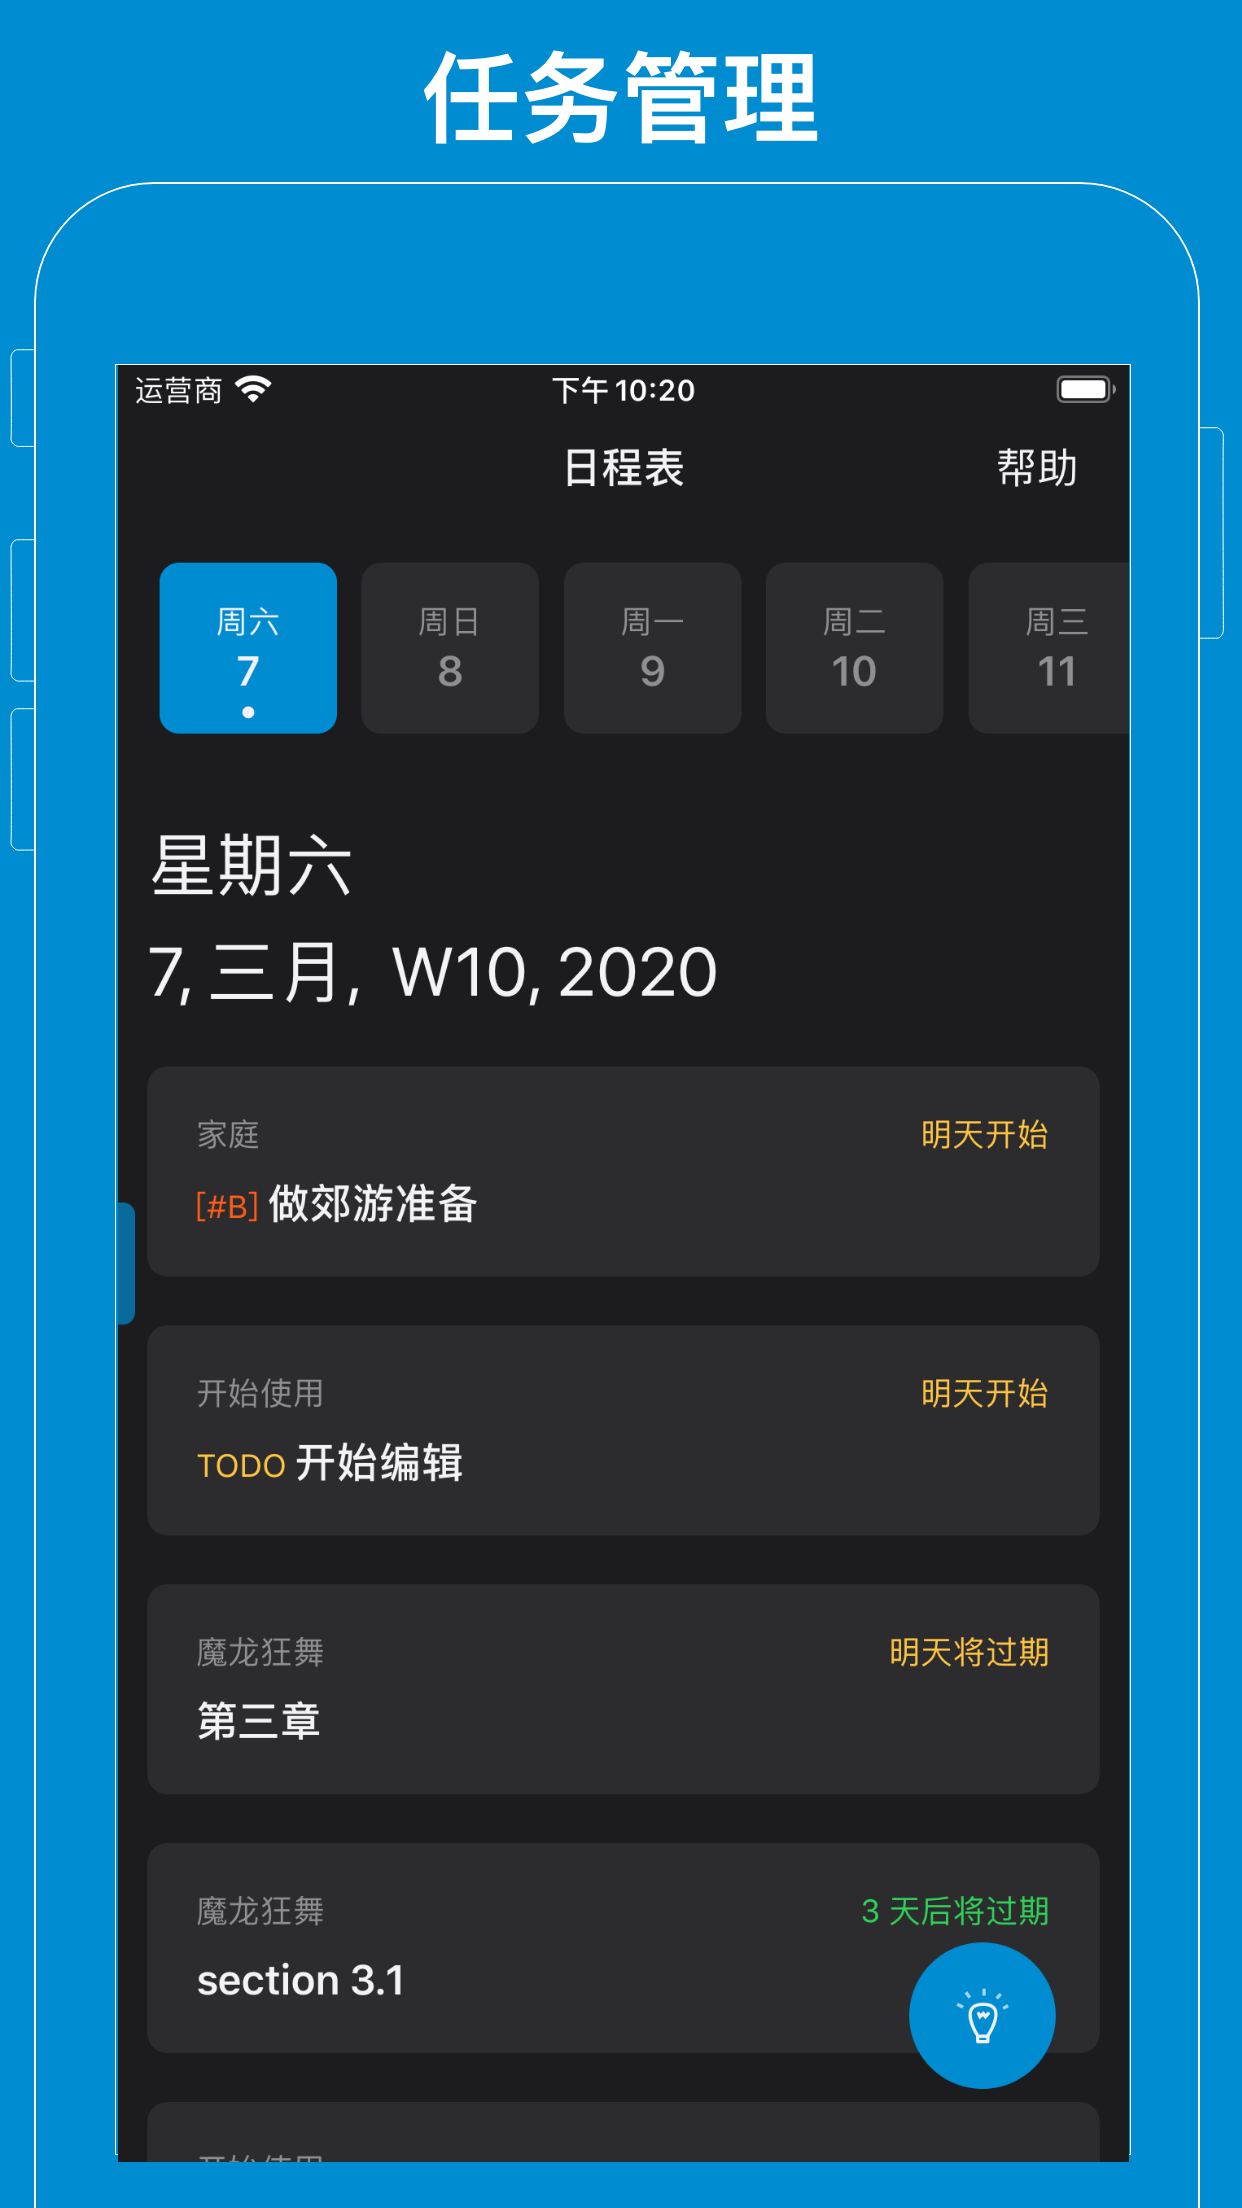 任务管理
运营商 下午 10:20
日程表 帮助
周六 周日 周一 周二 周三
7 8 9 10 11
星期六
7, 三月, W10, 2020
家庭 明天开始
[#B] 做郊游准备
开始使用 明天开始
TODO 开始编辑
魔龙狂舞 明天将过期
第三章
魔龙狂舞 3 天后将过期
section 3.1